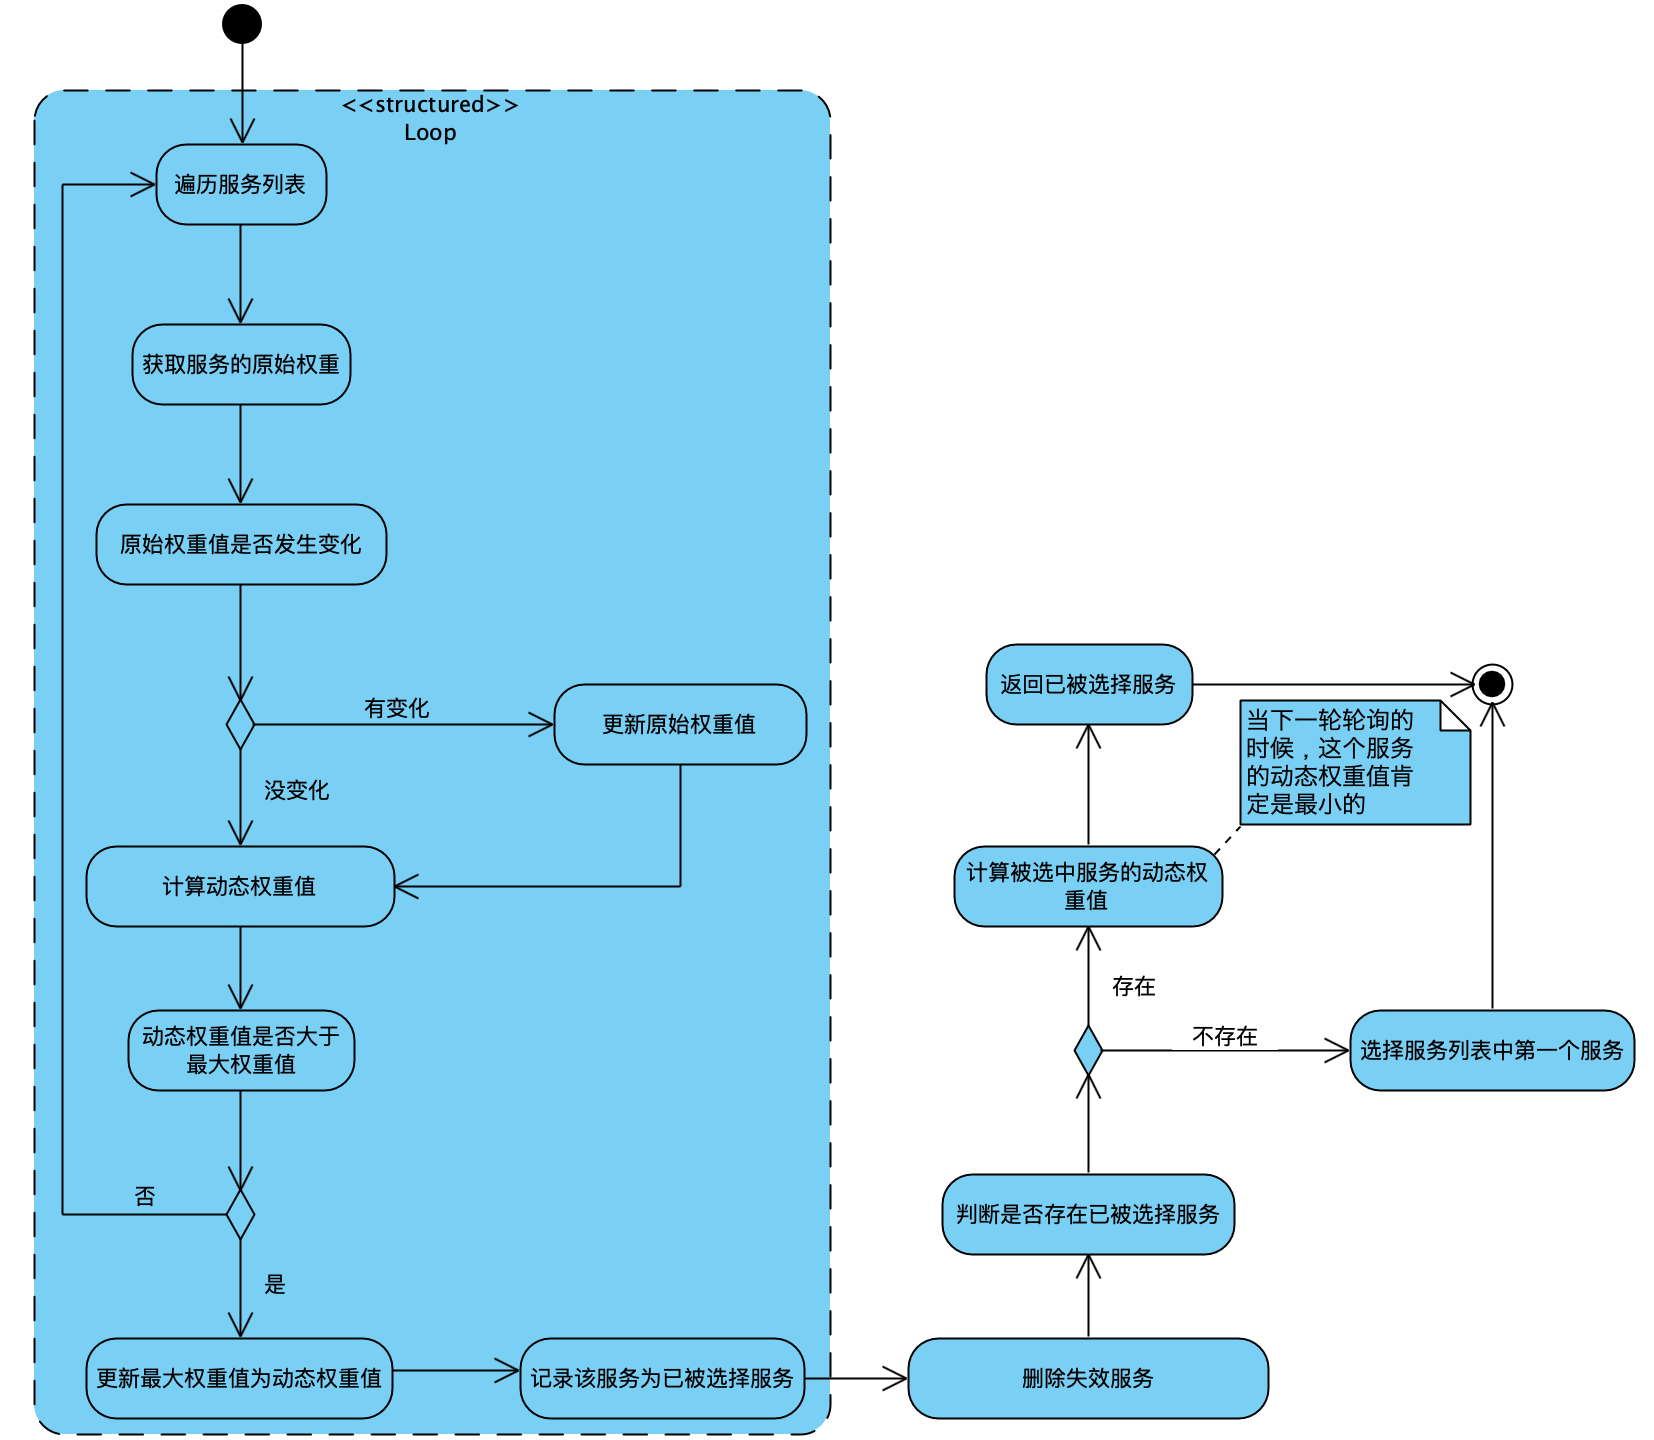 <<structured>>
Loop
遍历服务列表
获取服务的原始权重
原始权重值是否发生变化
有变化
更新原始权重值
没变化
计算动态权重值
动态权重值是否大于
最大权重值
否
是
更新最大权重值为动态权重值
记录该服务为已被选择服务
删除失效服务
判断是否存在已被选择服务
不存在
选择服务列表中第一个服务
存在
计算被选中服务的动态权
重值
当下一轮轮询的
时候，这个服务
的动态权重值肯
定是最小的
返回已被选择服务